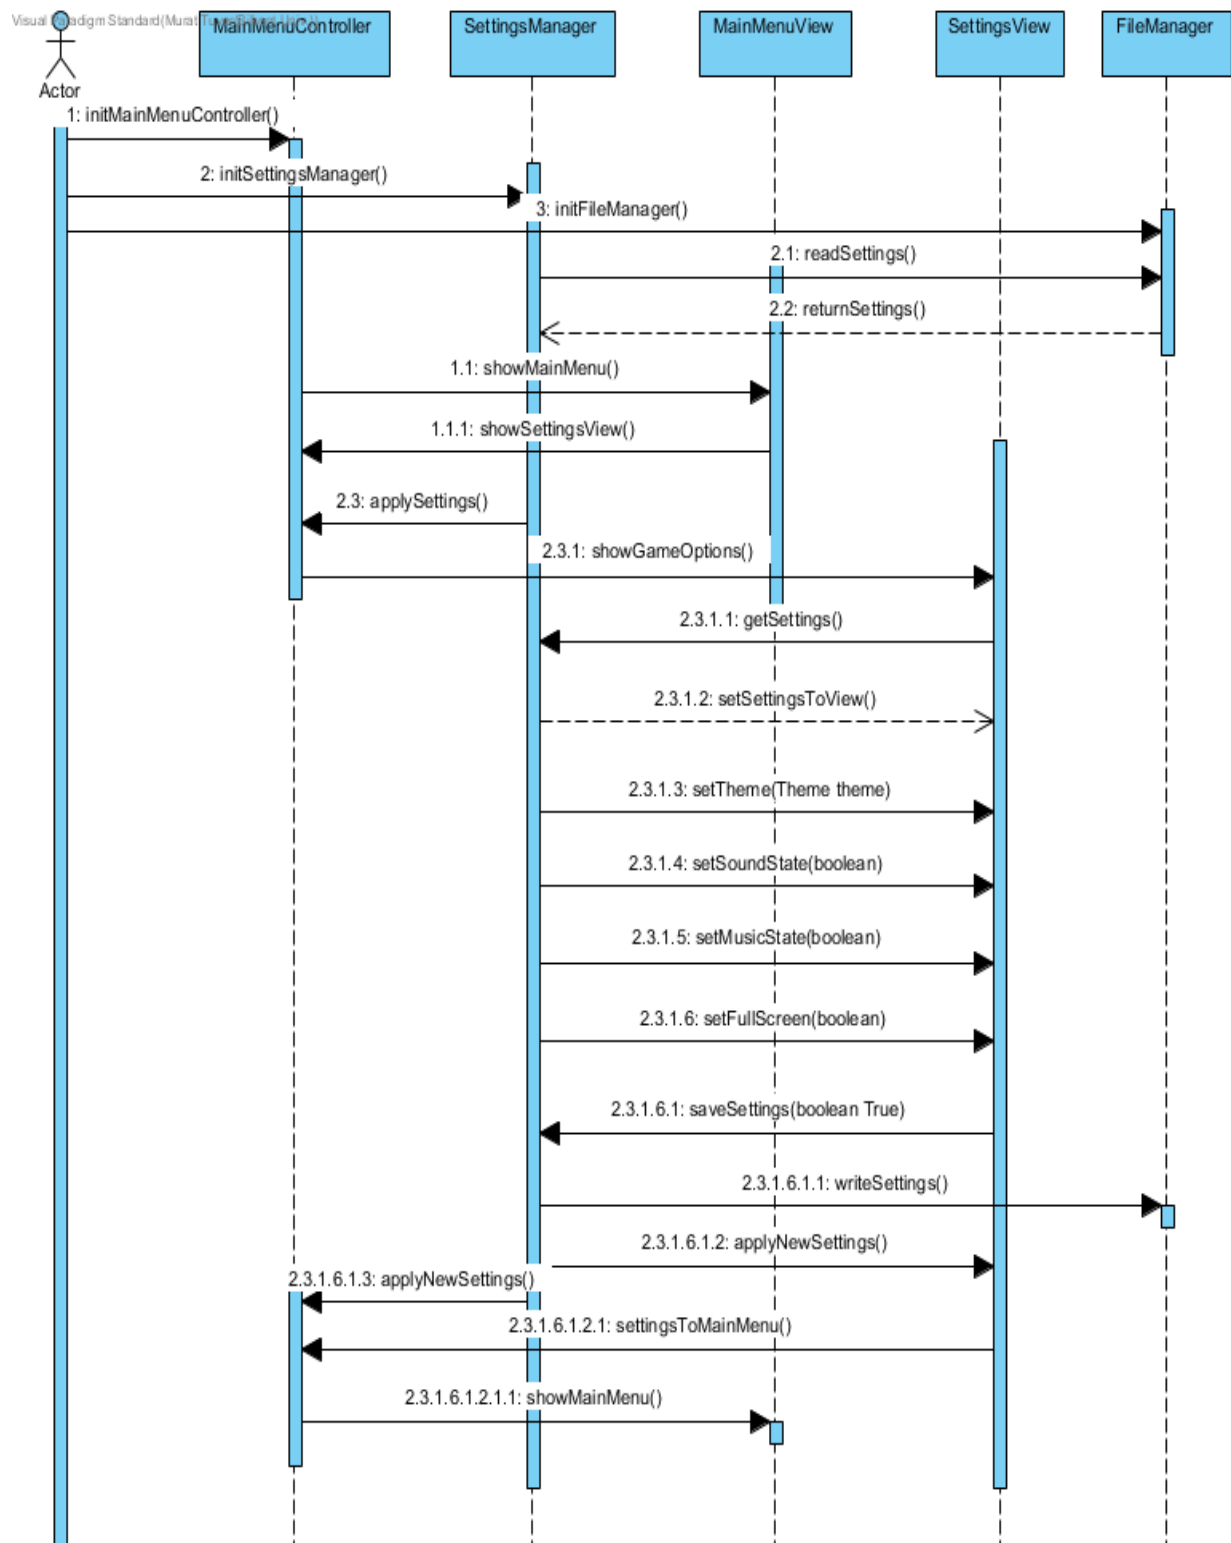 Visual Paradigm Standard(Murat
MainMenuController
SettingsManager
MainMenuView
SettingsView
FileManager
Actor
1: initMainMenuController()
2: initSettingsManager()
3: initFileManager()
2.1: readSettings()
2.2: returnSettings()
1.1: showMainMenu()
1.1.1: showSettingsView()
2.3: applySettings()
2.3.1: showGameOptions()
2.3.1.1: getSettings()
2.3.1.2: setSettingsToView()
2.3.1.3: setTheme(Theme theme)
2.3.1.4: setSoundState(boolean)
2.3.1.5: setMusicState(boolean)
2.3.1.6: setFullScreen(boolean)
2.3.1.6.1: saveSettings(boolean True)
2.3.1.6.1.1: writeSettings()
2.3.1.6.1.2: applyNewSettings()
2.3.1.6.1.3: applyNewSettings()
2.3.1.6.1.2.1: settingsToMainMenu()
2.3.1.6.1.2.1.1: showMainMenu()